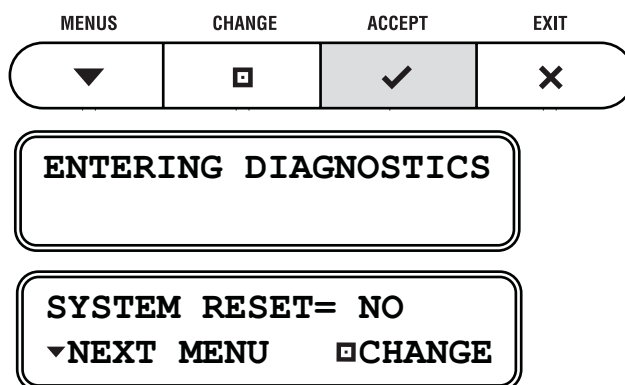 MENUS CHANGE ACCEPT EXIT
ENTERING DIAGNOSTICS
SYSTEM RESET= NO
NEXT MENU CHANGE